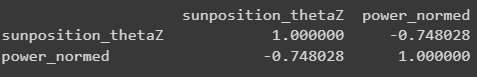 sunposition_thetaZ power_normed
sunposition_thetaZ 1.000000 -0.748028
power_normed -0.748028 1.000000